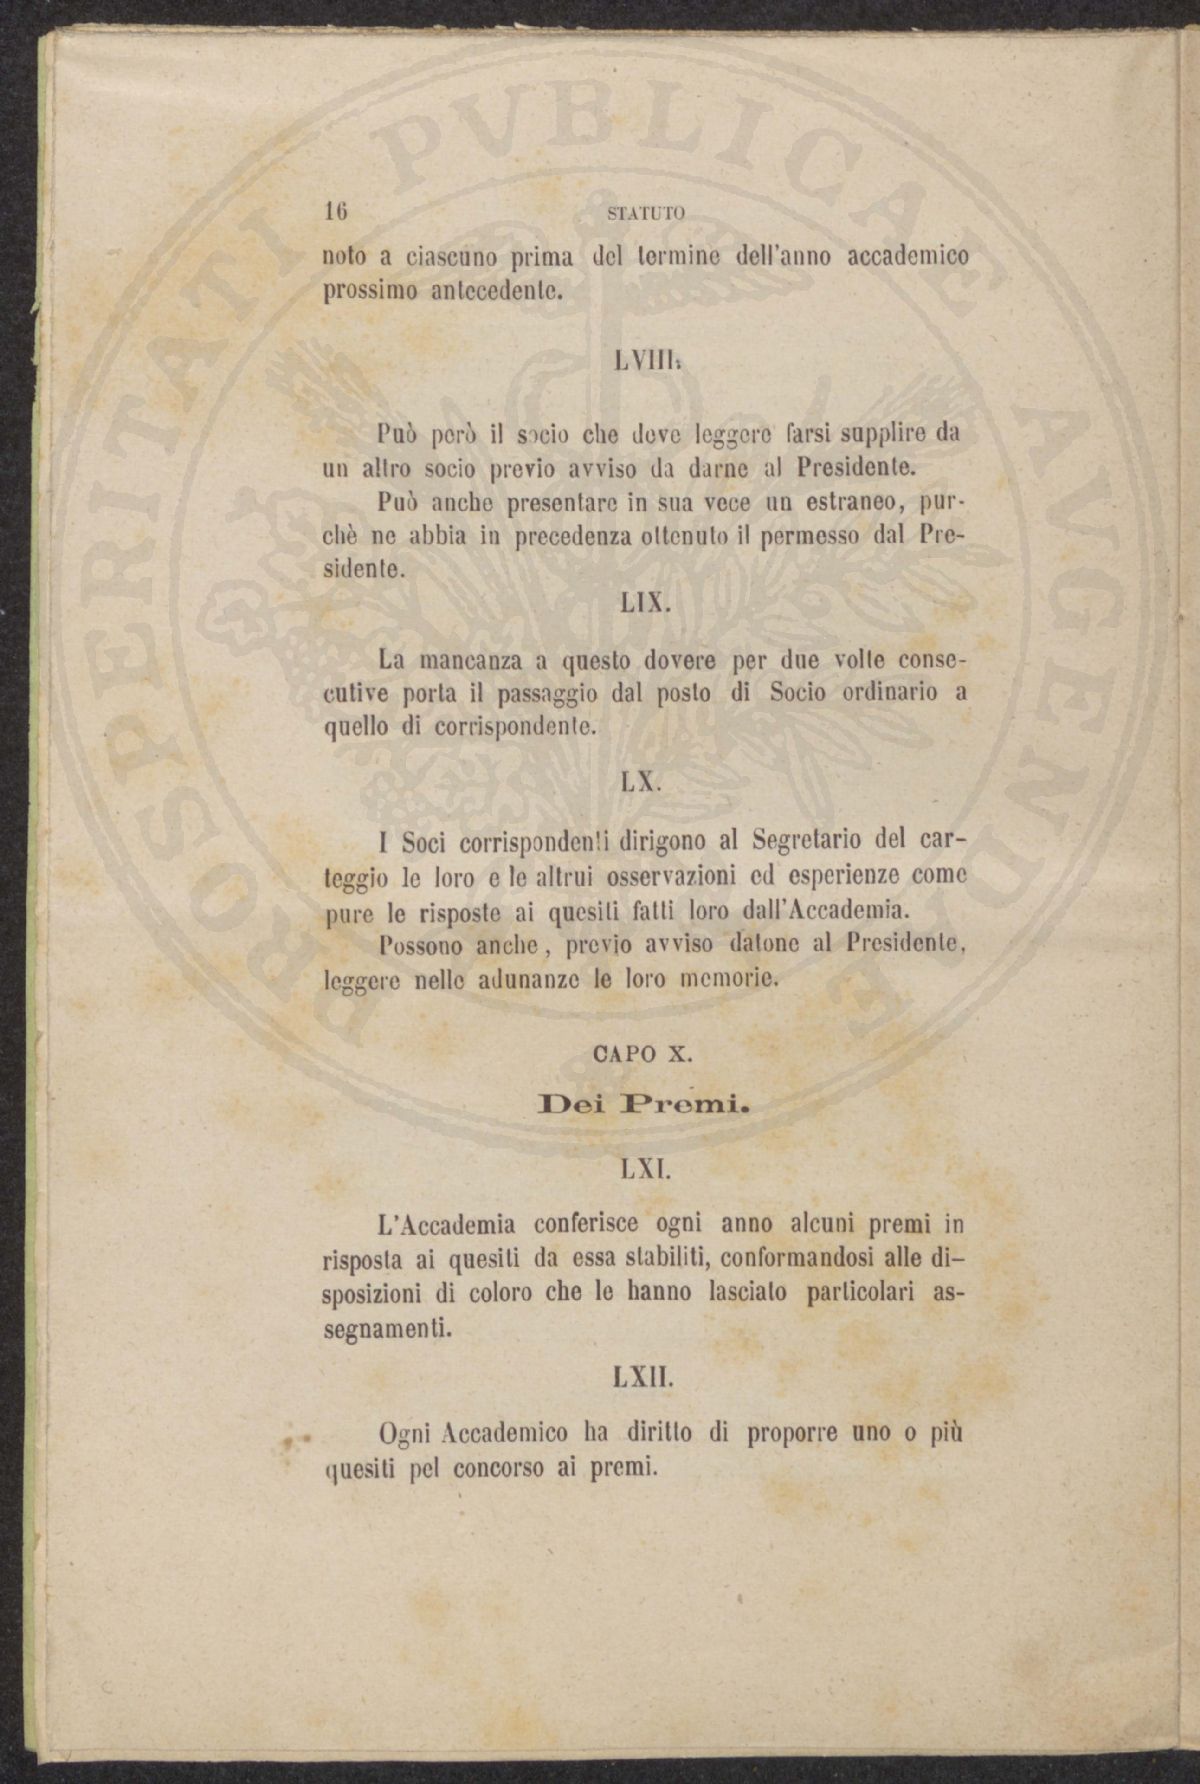 16 STATUTO
noto a ciascuno prima del termine dell'anno accademico
prossimo antecedente.
LVIII.
Può però il socio che deve leggere farsi supplire da
un altro socio previo avviso da darne al Presidente.
Può anche presentare in sua vece un estraneo, pur-
chè ne abbia in precedenza ottenuto il permesso dal Pre-
sidente.
LIX.
La mancanza a questo dovere per due volte conse-
cutive porta il passaggio dal posto di Socio ordinario a
quello di corrispondente.
LX.
I Soci corrispondenti dirigono al Segretario del car-
teggio le loro e le altrui osservazioni ed esperienze come
pure le risposte ai quesiti fatti loro dall'Accademia.
Possono anche, previo avviso datone al Presidente,
leggere nelle adunanze le loro memorie.
CAPO X.
Dei Premi.
LXI.
L'Accademia conferisce ogni anno alcuni premi in
risposta ai quesiti da essa stabiliti, conformandosi alle di-
sposizioni di coloro che le hanno lasciato particolari as-
segnamenti.
LXII.
Ogni Accademico ha diritto di proporre uno o più
quesiti pel concorso ai premi.
PROSPERITATI PVBLICAE AVGENDAE